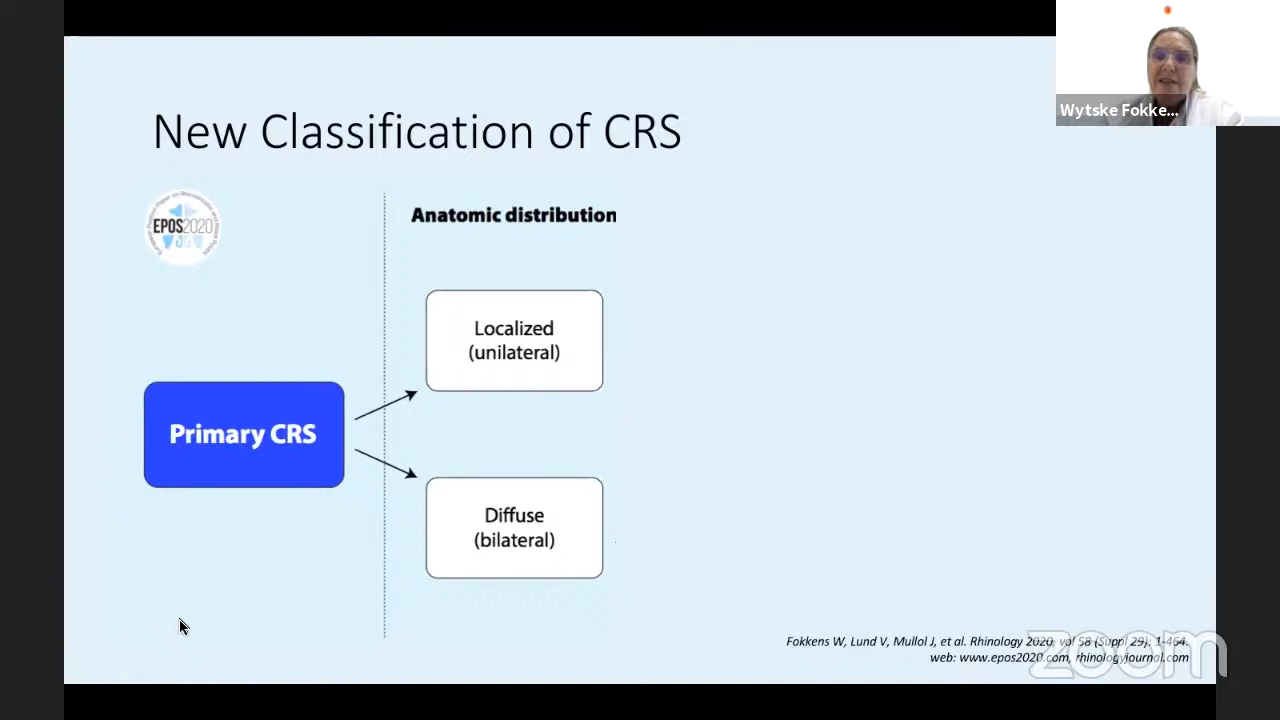 Wytske Fokke...
New Classification of CRS
EPOS2020
Anatomic distribution
Localized
(unilateral)
Primary CRS
Diffuse
(bilateral)
Fokkens W, Lund V, Mullol J, et al. Rhinology 2020, vol 58 (Suppl 29): 1-464.
web: www.epos2020.com, rhinologyjournal.com
zoom